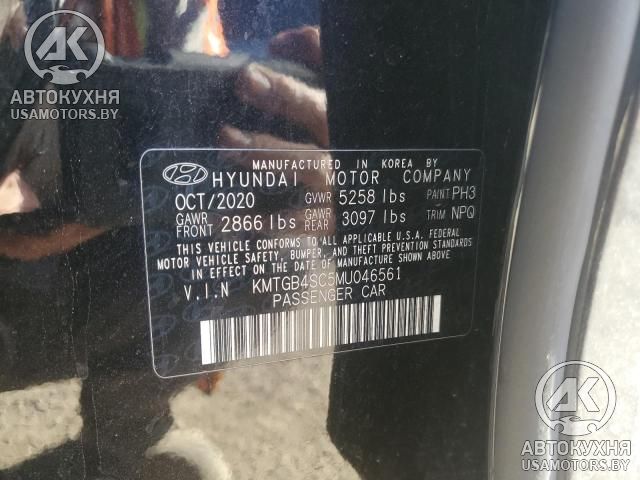 АК
АВТОКУХНЯ
USAMOTORS.BY
MANUFACTURED IN KOREA BY
HYUNDAI MOTOR COMPANY
OCT/2020 GVWR 5258 lbs PAINT PH3
GAWR FRONT 2866 lbs GAWR REAR 3097 lbs TRIM NPQ
THIS VEHICLE CONFORMS TO ALL APPLICABLE U.S.A. FEDERAL
MOTOR VEHICLE SAFETY, BUMPER, AND THEFT PREVENTION STANDARDS
IN EFFECT ON THE DATE OF MANUFACTURE SHOWN ABOVE.
V.I.N KMTGB4SC5MU046561
PASSENGER CAR
АК
АВТОКУХНЯ
USAMOTORS.BY